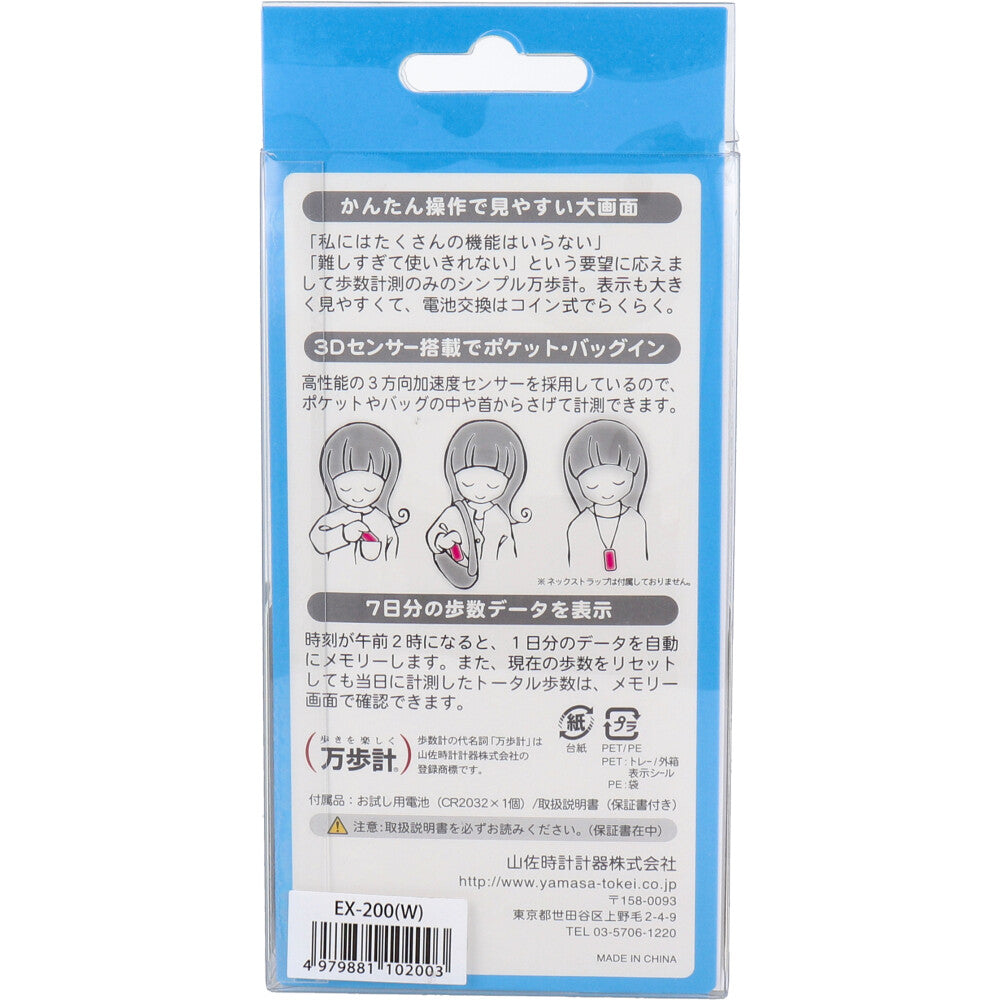 かんたん操作で見やすい大画面
「私にはたくさんの機能はいらない」
「難しすぎて使いきれない」という要望に応えま
して歩数計測のみのシンプル万歩計。表示も大き
く見やすくて、電池交換はコイン式でらくらく。
3Dセンサー搭載でポケット・バッグイン
高性能の3方向加速度センサーを採用しているので、
ポケットやバッグの中や首からさげて計測できます。
※ネックストラップは付属しておりません。
7日分の歩数データを表示
時刻が午前2時になると、1日分のデータを自動
にメモリーします。また、現在の歩数をリセット
しても当日に計測したトータル歩数は、メモリー
画面で確認できます。
歩きを楽しく
万歩計®
歩数計の代名詞「万歩計」は
山佐時計計器株式会社の
登録商標です。
紙
台紙
プラ
PET/PE
PET:トレー/外箱
表示シール
PE:袋
付属品:お試し用電池(CR2032×1個)/取扱説明書(保証書付き)
注意:取扱説明書を必ずお読みください。(保証書在中)
山佐時計計器株式会社
http://www.yamasa-tokei.co.jp
〒158-0093
東京都世田谷区上野毛2-4-9
TEL 03-5706-1220
MADE IN CHINA
EX-200(W)
4 979881 102003